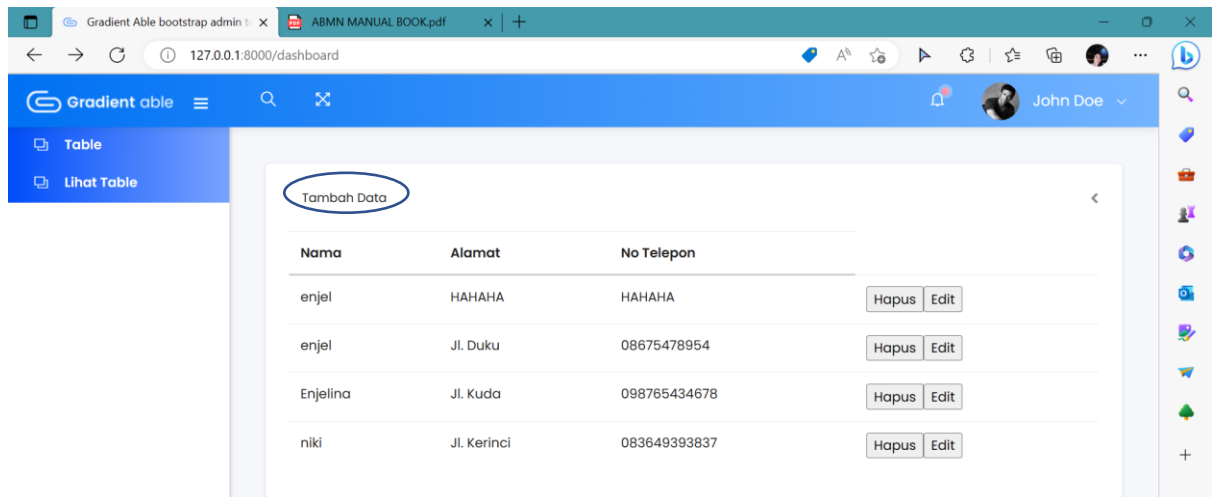 Gradient Able bootstrap admin t
ABMN MANUAL BOOK.pdf
127.0.0.1:8000/dashboard
Gradient able
John Doe
Table
Lihat Table
Tambah Data
Nama Alamat No Telepon
enjel HAHAHA HAHAHA Hapus Edit
enjel Jl. Duku 08675478954 Hapus Edit
Enjelina Jl. Kuda 098765434678 Hapus Edit
niki Jl. Kerinci 083649393837 Hapus Edit